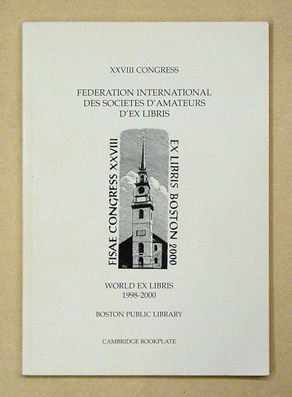 XXVIII CONGRESS
FEDERATION INTERNATIONAL
DES SOCIETES D'AMATEURS
D'EX LIBRIS
FISAE CONGRESS XXVIII
EX LIBRIS BOSTON 2000
WORLD EX LIBRIS
1998-2000
BOSTON PUBLIC LIBRARY
CAMBRIDGE BOOKPLATE